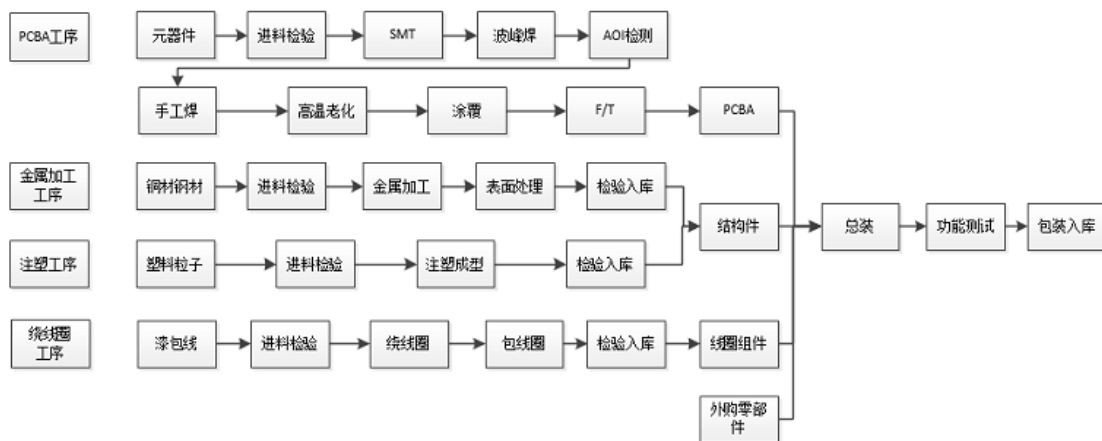 PCBA工序
元器件
进料检验
SMT
波峰焊
AOI检测
手工焊
高温老化
涂覆
F/T
PCBA
金属加工
工序
铜材钢材
进料检验
金属加工
表面处理
检验入库
结构件
总装
功能测试
包装入库
注塑工序
塑料粒子
进料检验
注塑成型
检验入库
绕线圈
工序
漆包线
进料检验
绕线圈
包线圈
检验入库
线圈组件
外购零部
件